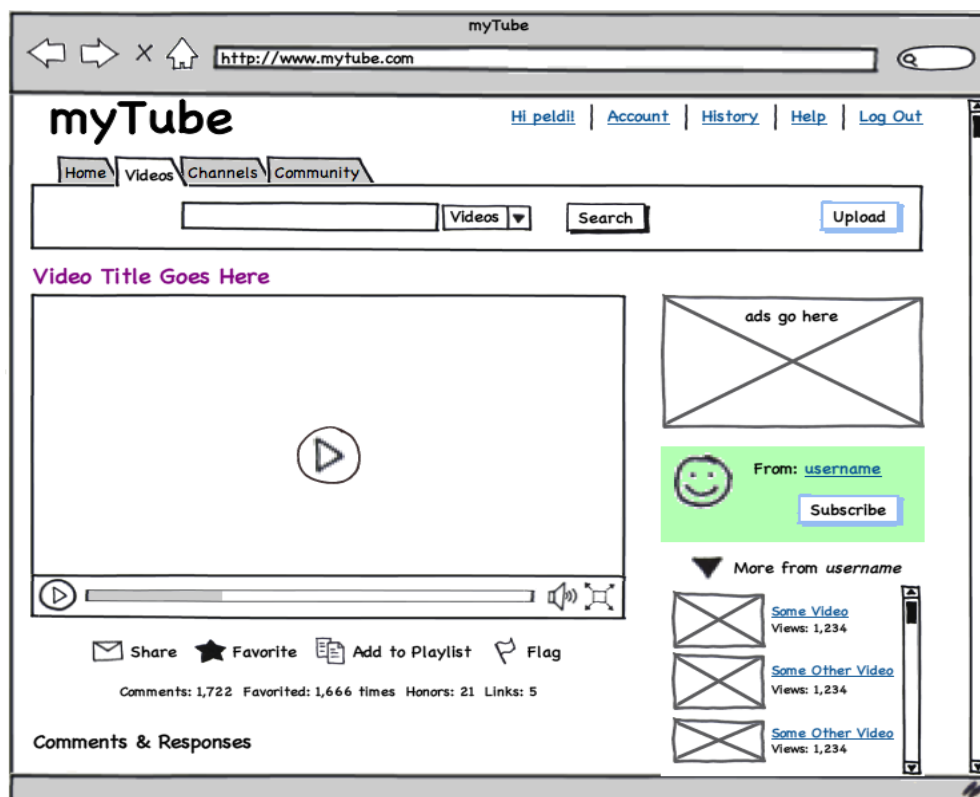 myTube
http://www.mytube.com
myTube
Hi peldi! Account History Help Log Out
Home Videos Channels Community
Videos Search Upload
Video Title Goes Here
ads go here
From: username
Subscribe
More from username
Some Video
Views: 1,234
Some Other Video
Views: 1,234
Some Other Video
Views: 1,234
Share Favorite Add to Playlist Flag
Comments: 1,722 Favorited: 1,666 times Honors: 21 Links: 5
Comments & Responses